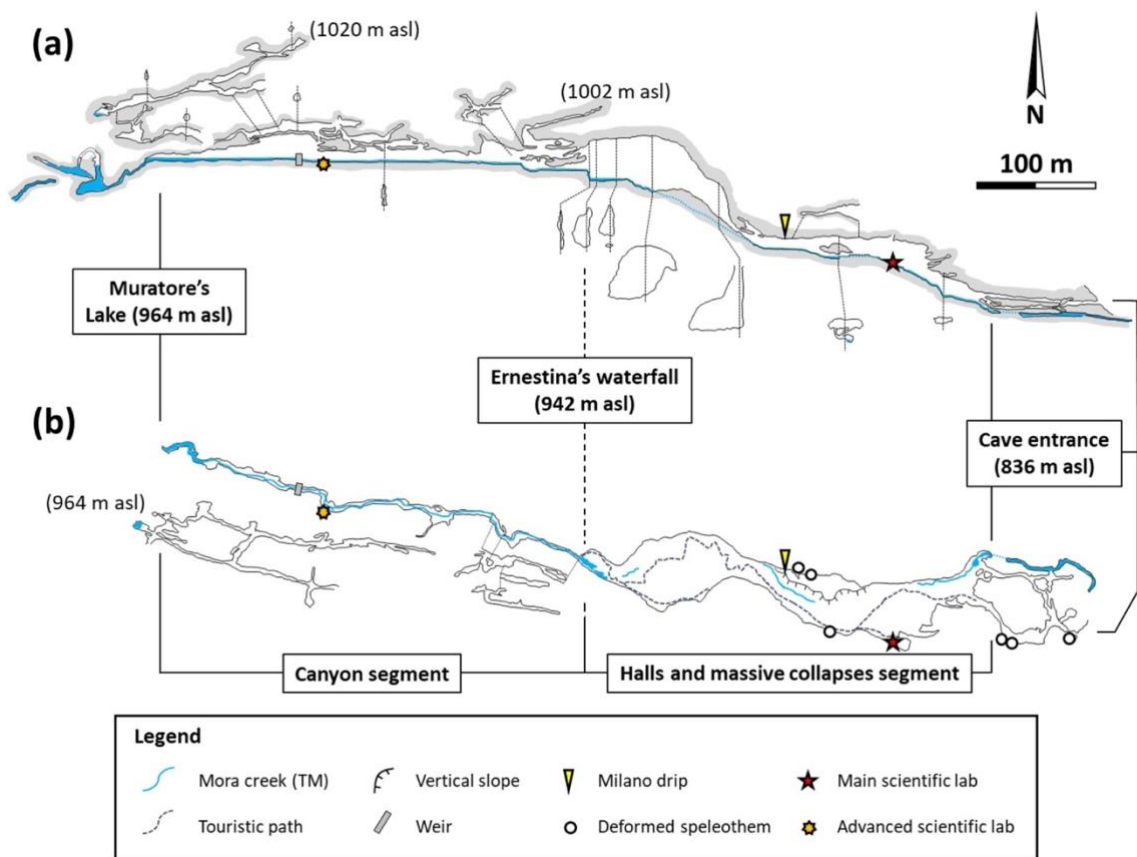 (a)
(1020 m asl)
(1002 m asl)
N
100 m
Muratore's
Lake (964 m asl)
Ernestina's waterfall
(942 m asl)
(b)
Cave entrance
(836 m asl)
(964 m asl)
Canyon segment
Halls and massive collapses segment
Legend
Mora creek (TM)
Vertical slope
Milano drip
Main scientific lab
Touristic path
Weir
Deformed speleothem
Advanced scientific lab